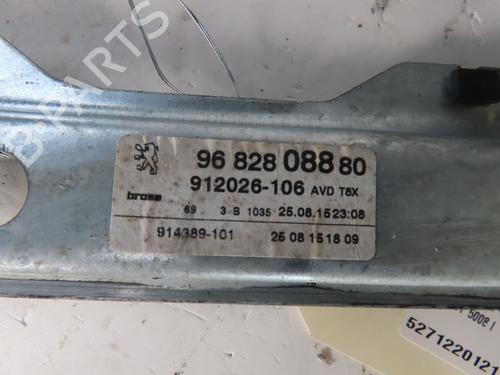 B-PARTS
96 828 088 80
912026-106 AVD T8X
brose
69 3 B 1035 25.08.15 23:08
914389-101 25 08 15 18 09
5008 I
5271220121